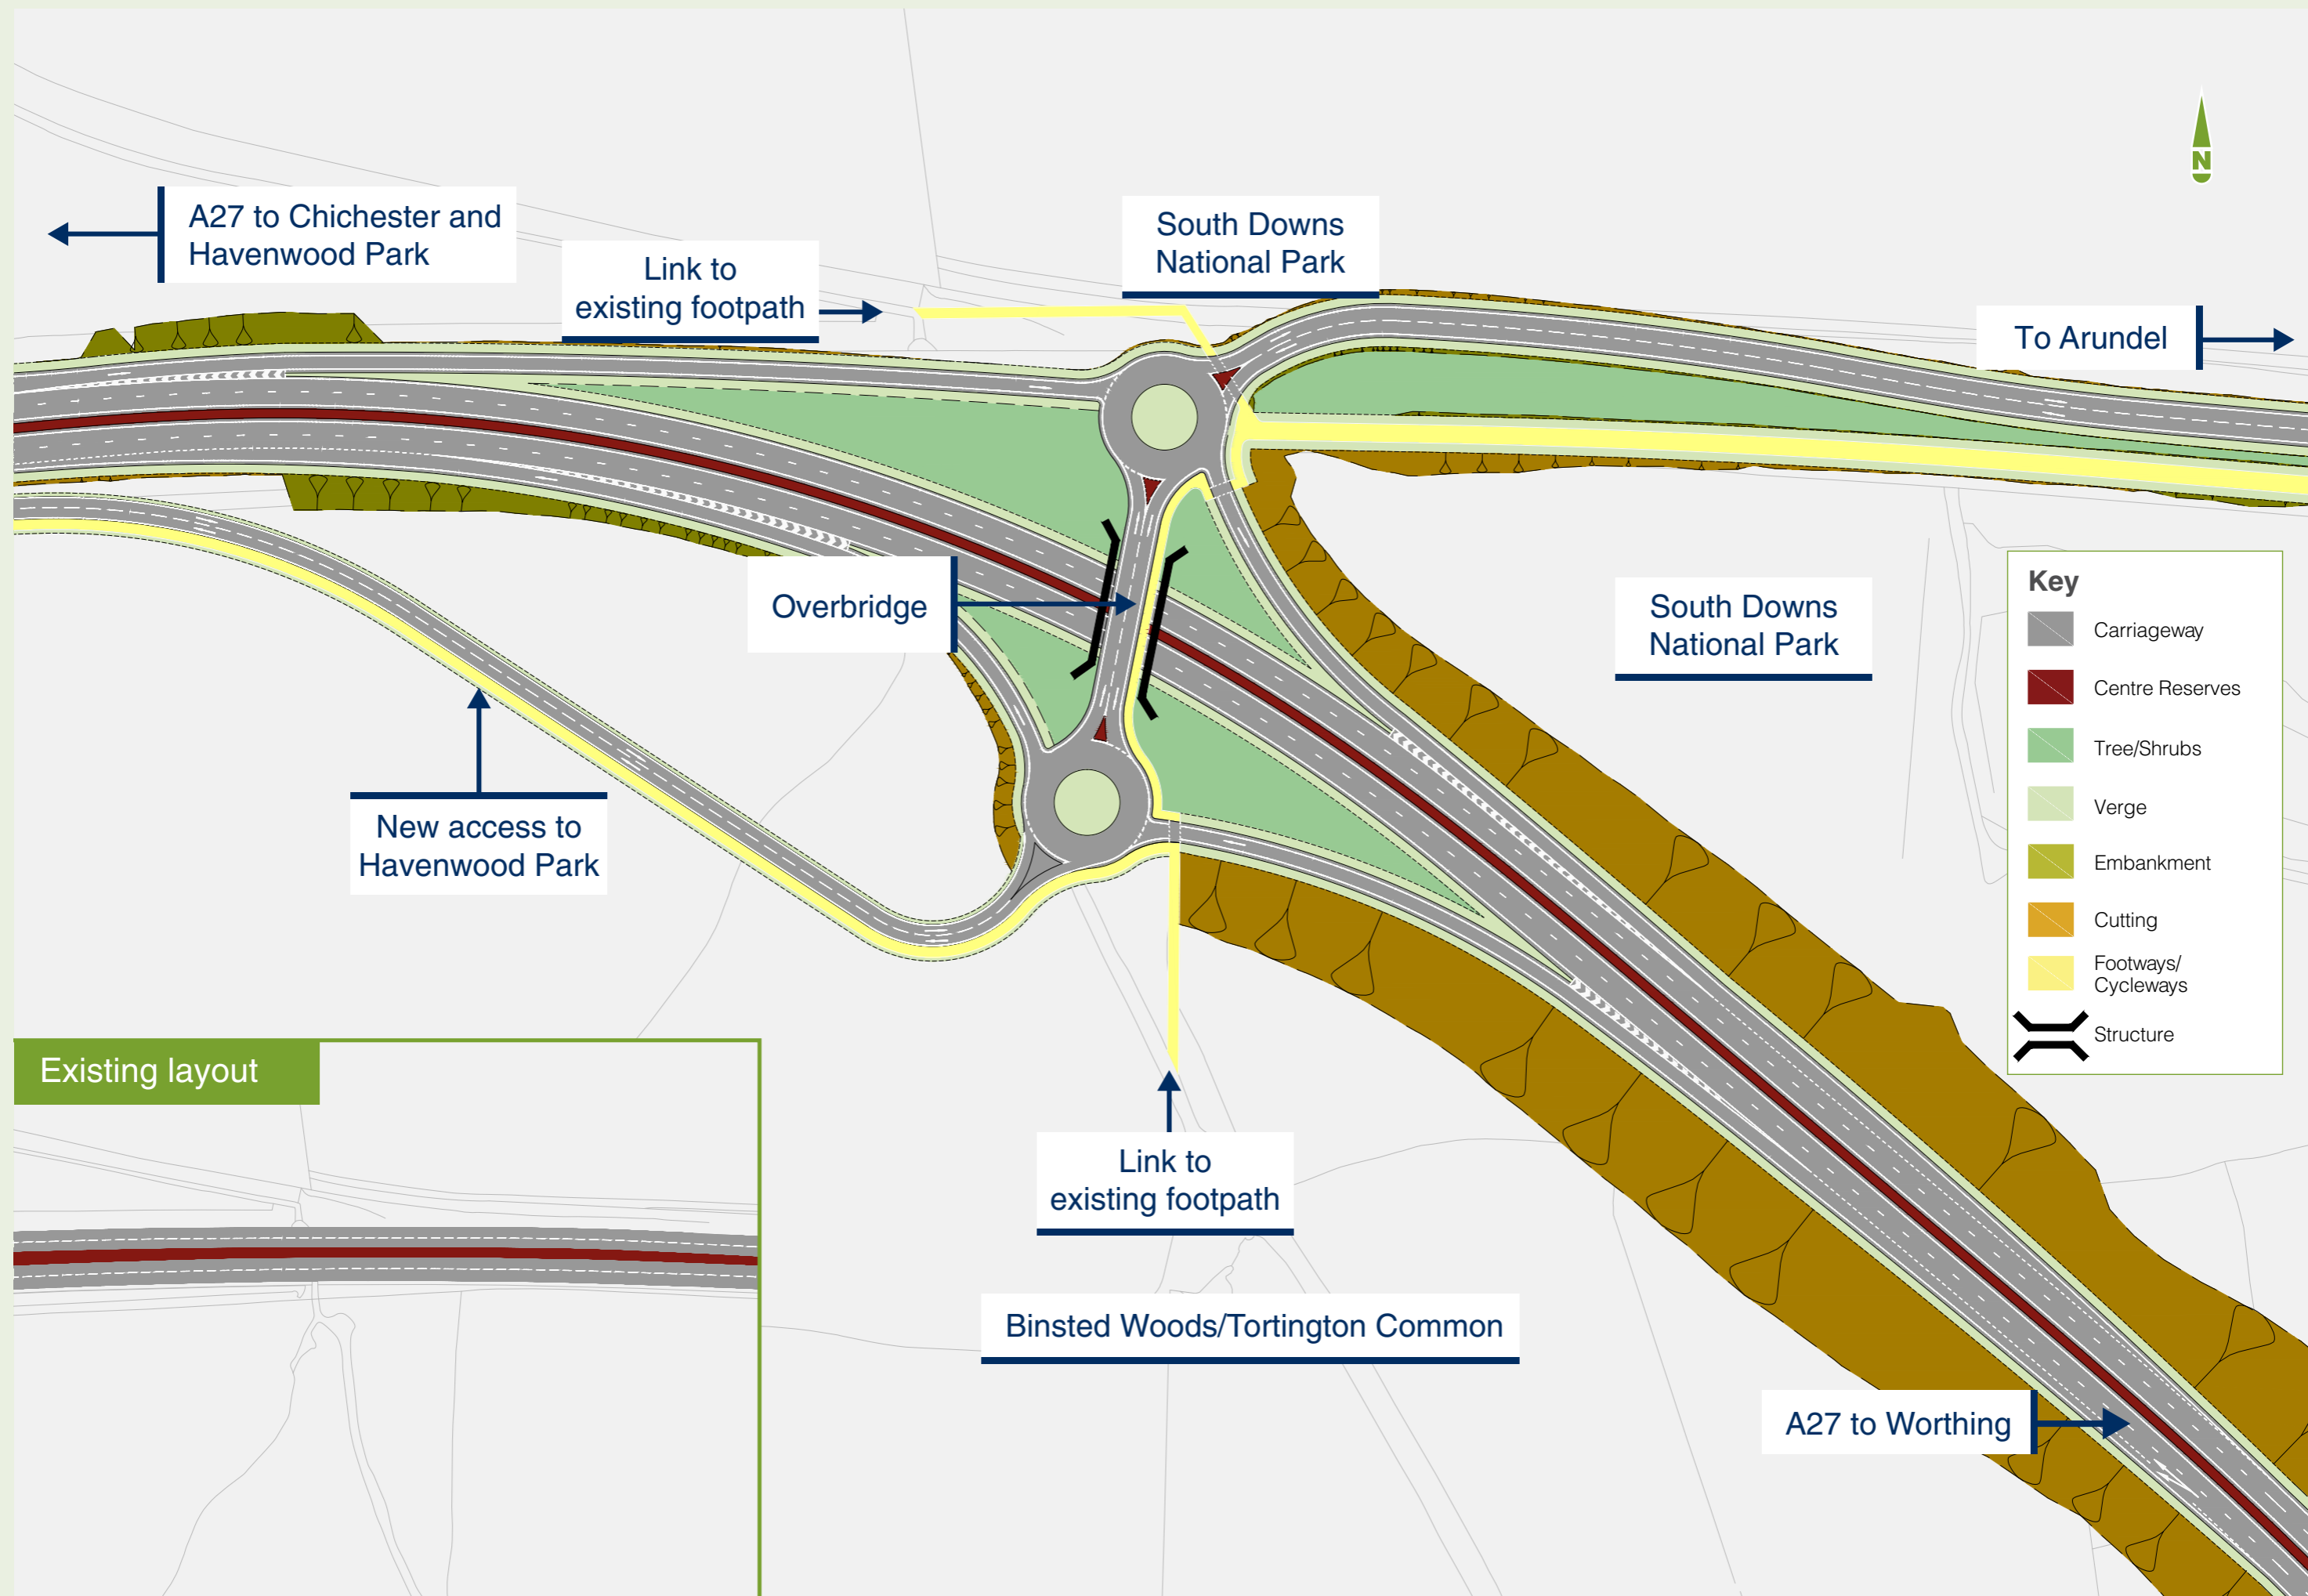 N
A27 to Chichester and
Havenwood Park
Link to
existing footpath
South Downs
National Park
To Arundel
Overbridge
South Downs
National Park
New access to
Havenwood Park
Key
Carriageway
Centre Reserves
Tree/Shrubs
Verge
Embankment
Cutting
Footways/
Cycleways
Structure
Existing layout
Link to
existing footpath
Binsted Woods/Tortington Common
A27 to Worthing